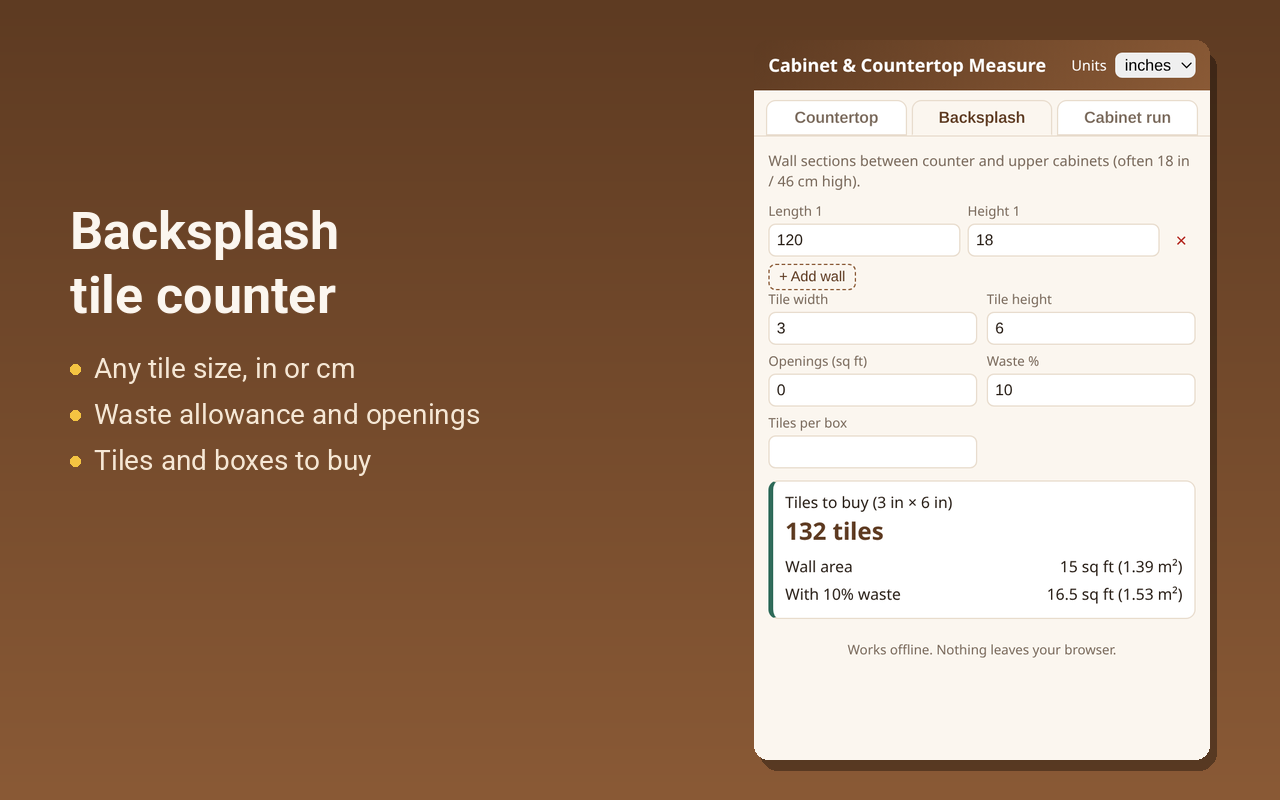 Backsplash
tile counter
Any tile size, in or cm
Waste allowance and openings
Tiles and boxes to buy
Cabinet & Countertop Measure
Units
inches
Countertop
Backsplash
Cabinet run
Wall sections between counter and upper cabinets (often 18 in
/ 46 cm high).
Length 1
Height 1
120
18
×
+ Add wall
Tile width
Tile height
3
6
Openings (sq ft)
Waste %
0
10
Tiles per box
Tiles to buy (3 in × 6 in)
132 tiles
Wall area
15 sq ft (1.39 m²)
With 10% waste
16.5 sq ft (1.53 m²)
Works offline. Nothing leaves your browser.